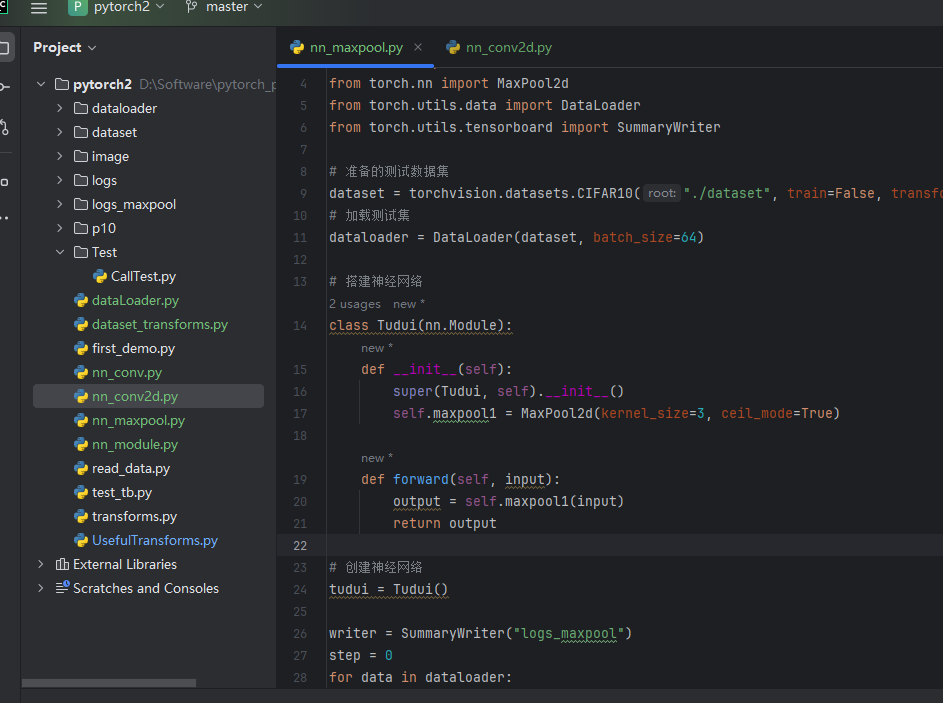 P pytorch2 master
Project
nn_maxpool.py nn_conv2d.py
pytorch2 D:\Software\pytorch_p
dataloader
dataset
image
logs
logs_maxpool
p10
Test
CallTest.py
dataLoader.py
dataset_transforms.py
first_demo.py
nn_conv.py
nn_conv2d.py
nn_maxpool.py
nn_module.py
read_data.py
test_tb.py
transforms.py
UsefulTransforms.py
External Libraries
Scratches and Consoles
4 from torch.nn import MaxPool2d
5 from torch.utils.data import DataLoader
6 from torch.utils.tensorboard import SummaryWriter
7
8 # 准备的测试数据集
9 dataset = torchvision.datasets.CIFAR10( root: "./dataset", train=False, transfo
10 # 加载测试集
11 dataloader = DataLoader(dataset, batch_size=64)
12
13 # 搭建神经网络
2 usages new *
14 class Tudui(nn.Module):
new *
15 def __init__(self):
16 super(Tudui, self).__init__()
17 self.maxpool1 = MaxPool2d(kernel_size=3, ceil_mode=True)
18
new *
19 def forward(self, input):
20 output = self.maxpool1(input)
21 return output
22
23 # 创建神经网络
24 tudui = Tudui()
25
26 writer = SummaryWriter("logs_maxpool")
27 step = 0
28 for data in dataloader: